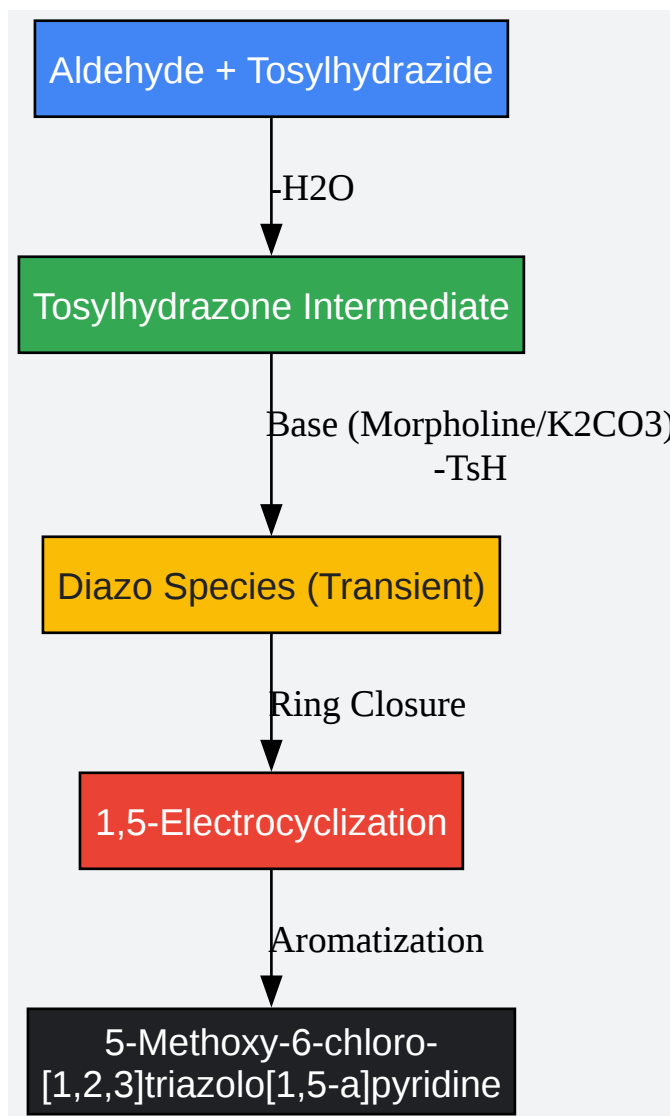 Aldehyde + Tosylhydrazide
-H2O
Tosylhydrazone Intermediate
Base (Morpholine/K2CO3)
-TsH
Diazo Species (Transient)
Ring Closure
1,5-Electrocyclization
Aromatization
5-Methoxy-6-chloro-
[1,2,3]triazolo[1,5-a]pyridine